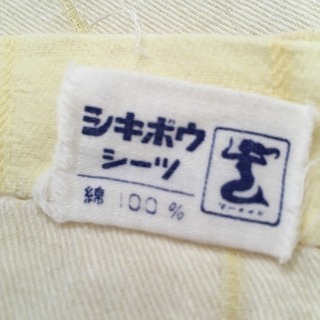 シキボウ
シーツ
綿 100 %
マーメイド